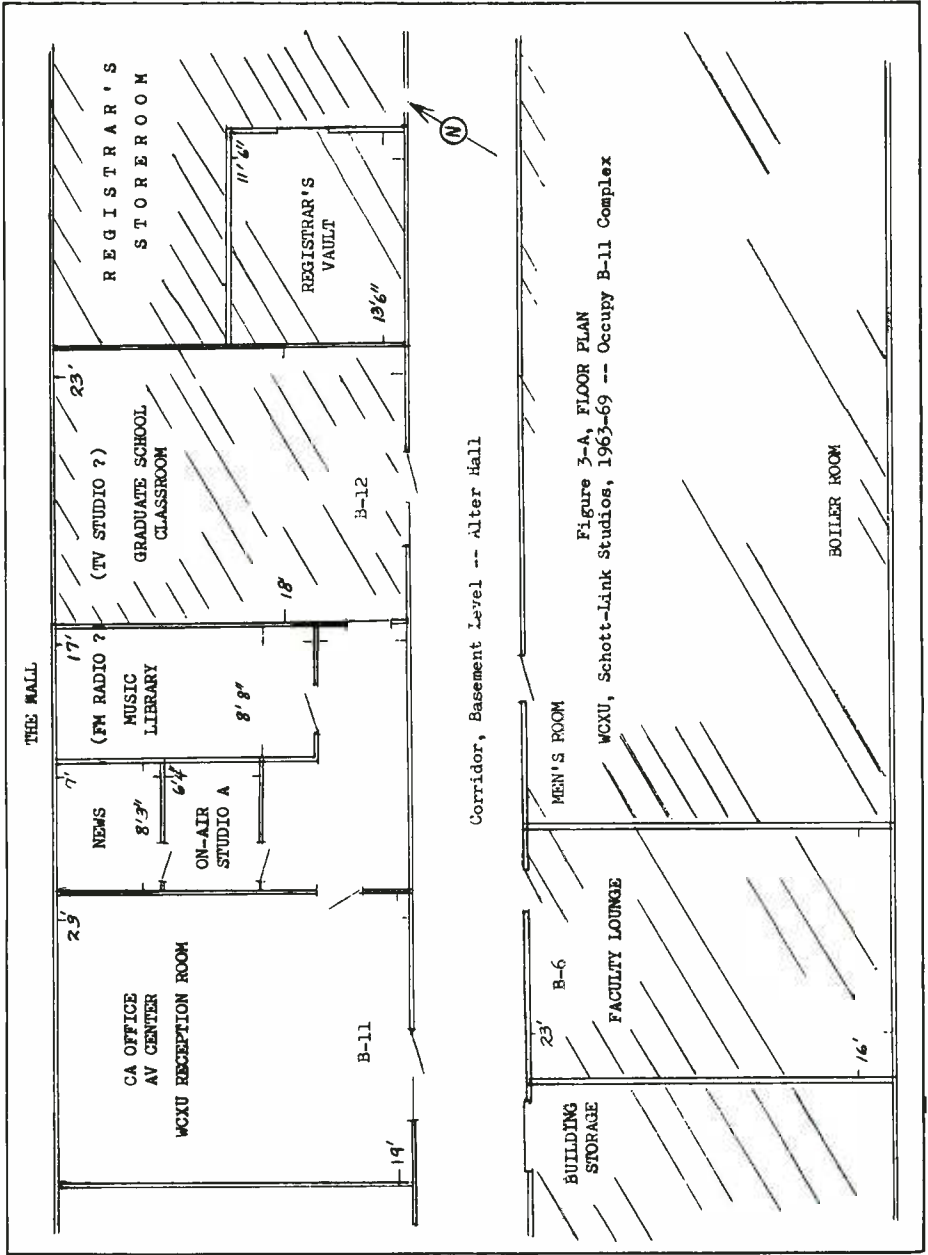 THE MALL
CA OFFICE
AV CENTER
WCXU RECEPTION ROOM
23'
19'
B-11
NEWS
7'
8'3"
6'4"
ON-AIR
STUDIO A
17'
(FM RADIO ?)
MUSIC
LIBRARY
8'8"
23'
(TV STUDIO ?)
GRADUATE SCHOOL
CLASSROOM
18'
B-12
REGISTRAR'S
STOREROOM
11'6"
REGISTRAR'S
VAULT
13'6"
N
Corridor, Basement Level -- Alter Hall
BUILDING
STORAGE
23'
B-6
FACULTY LOUNGE
16'
MEN'S ROOM
Figure 3-A, FLOOR PLAN
WCXU, Schott-Link Studios, 1963-69 -- Occupy B-11 Complex
BOILER ROOM